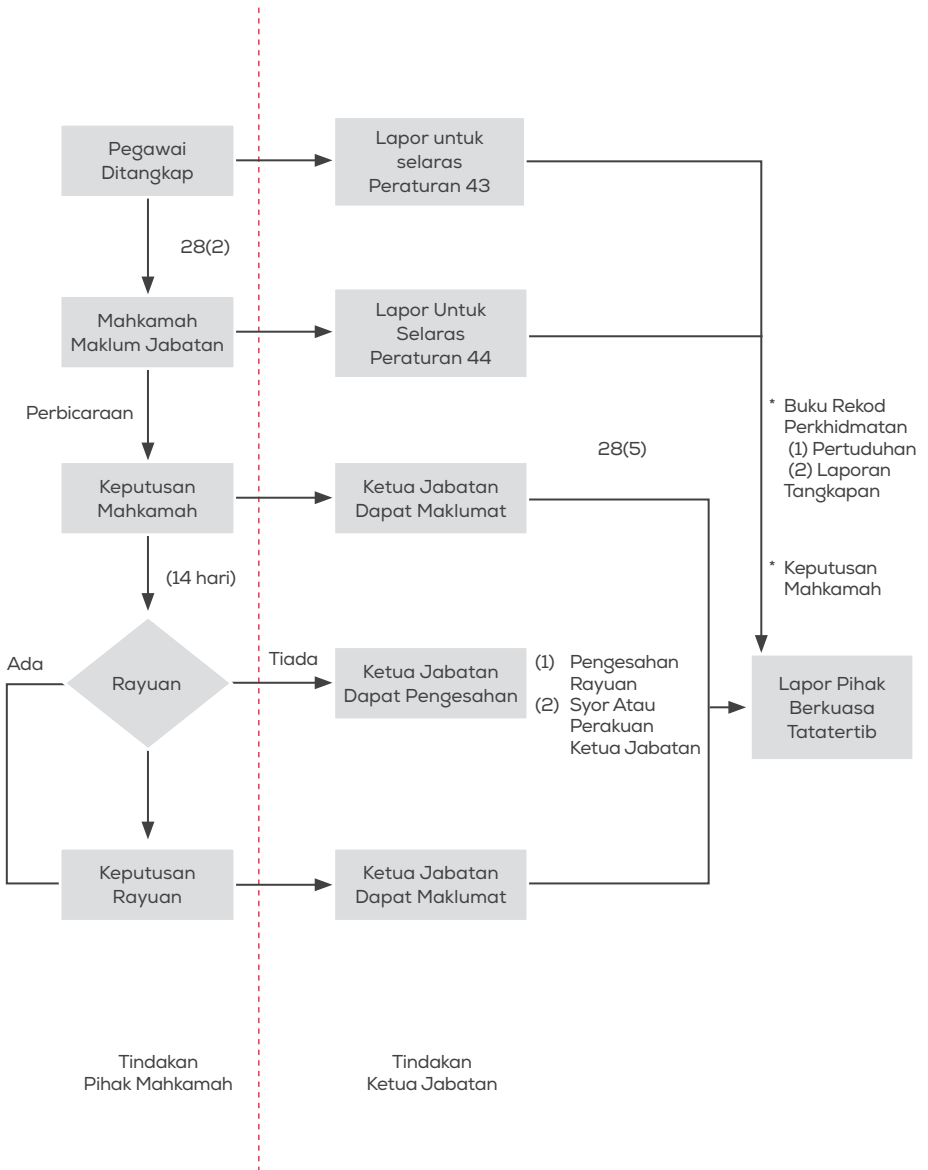 Pegawai
Ditangkap
Lapor untuk
selaras
Peraturan 43
28(2)
Mahkamah
Maklum Jabatan
Lapor Untuk
Selaras
Peraturan 44
Perbicaraan
* Buku Rekod
Perkhidmatan
(1) Pertuduhan
(2) Laporan
Tangkapan
28(5)
Keputusan
Mahkamah
Ketua Jabatan
Dapat Maklumat
(14 hari)
* Keputusan
Mahkamah
Ada
Rayuan
Tiada
Ketua Jabatan
Dapat Pengesahan
(1) Pengesahan
Rayuan
(2) Syor Atau
Perakuan
Ketua Jabatan
Lapor Pihak
Berkuasa
Tatatertib
Keputusan
Rayuan
Ketua Jabatan
Dapat Maklumat
Tindakan
Pihak Mahkamah
Tindakan
Ketua Jabatan